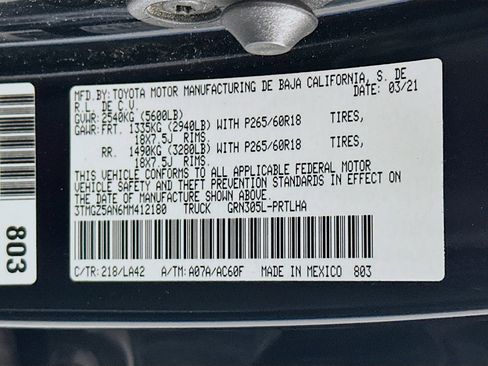 MFD. BY: TOYOTA MOTOR MANUFACTURING DE BAJA CALIFORNIA, S. DE
R.L. DE C.V. 03/21
GVWR: 2540KG (5600LB)
GAWR: FRT. 1335KG (2940LB) WITH P265/60R18 TIRES,
18X7.5J RIMS.
RR. 1490KG (3280LB) WITH P265/60R18 TIRES,
18X7.5J RIMS.
THIS VEHICLE CONFORMS TO ALL APPLICABLE FEDERAL MOTOR
VEHICLE SAFETY AND THEFT PREVENTION STANDARDS IN EFFECT ON
THE DATE OF MANUFACTURE SHOWN ABOVE.
3TMGZ5AN6MM412180 TRUCK GRN305L-PRTLHA
C/TR: 218/LA42 A/TM: A07A/AC60F MADE IN MEXICO 803
803